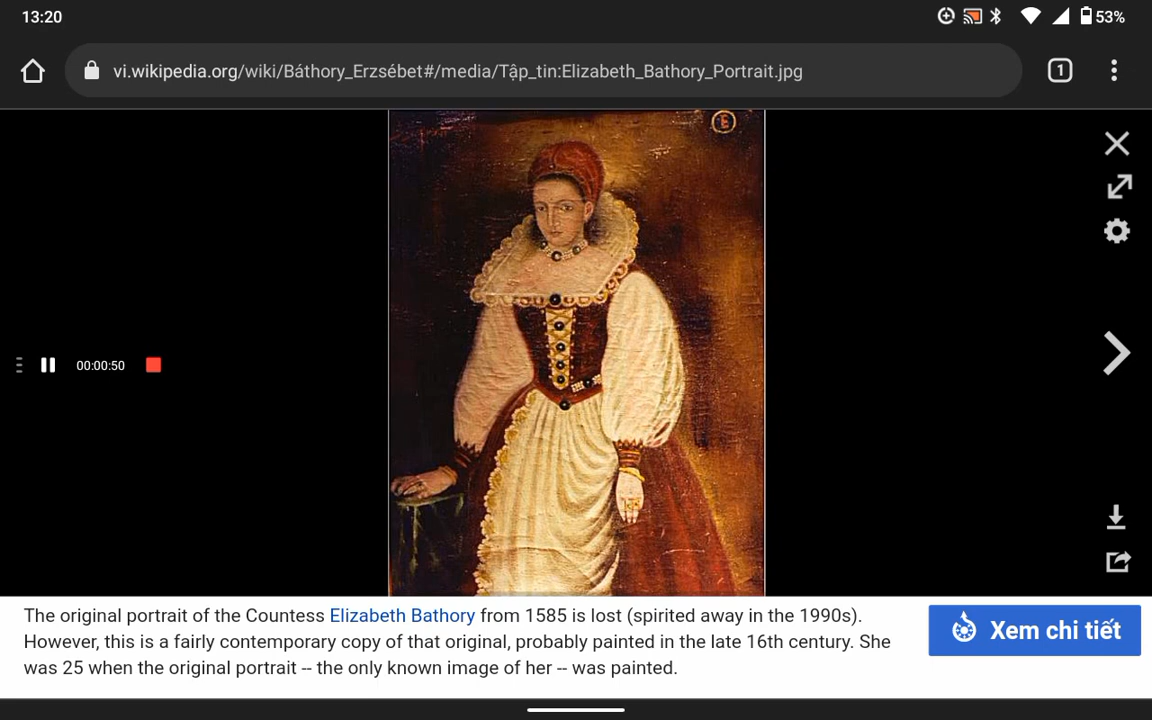 13:20
53%
vi.wikipedia.org/wiki/Báthory_Erzsébet#/media/Tập_tin:Elizabeth_Bathory_Portrait.jpg
1
E
00:00:50
The original portrait of the Countess Elizabeth Bathory from 1585 is lost (spirited away in the 1990s).
However, this is a fairly contemporary copy of that original, probably painted in the late 16th century. She
was 25 when the original portrait -- the only known image of her -- was painted.
Xem chi tiết